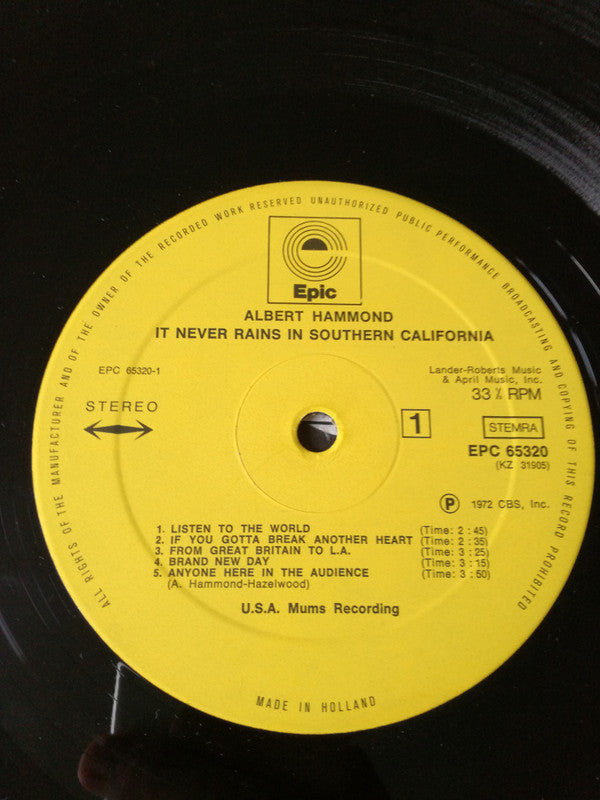 ALL RIGHTS OF THE MANUFACTURER AND OF THE OWNER OF THE RECORDED WORK RESERVED UNAUTHORIZED PUBLIC PERFORMANCE BROADCASTING AND COPYING OF THIS RECORD PROHIBITED
Epic
ALBERT HAMMOND
IT NEVER RAINS IN SOUTHERN CALIFORNIA
EPC 65320-1
STEREO
Lander-Roberts Music
& April Music, Inc.
33 ⅓ RPM
1
STEMRA
EPC 65320
(KZ 31905)
Ⓟ 1972 CBS, Inc.
1. LISTEN TO THE WORLD (Time: 2:45)
2. IF YOU GOTTA BREAK ANOTHER HEART (Time: 2:35)
3. FROM GREAT BRITAIN TO L.A. (Time: 3:25)
4. BRAND NEW DAY (Time: 3:15)
5. ANYONE HERE IN THE AUDIENCE (Time: 3:50)
(A. Hammond-Hazelwood)
U.S.A. Mums Recording
MADE IN HOLLAND